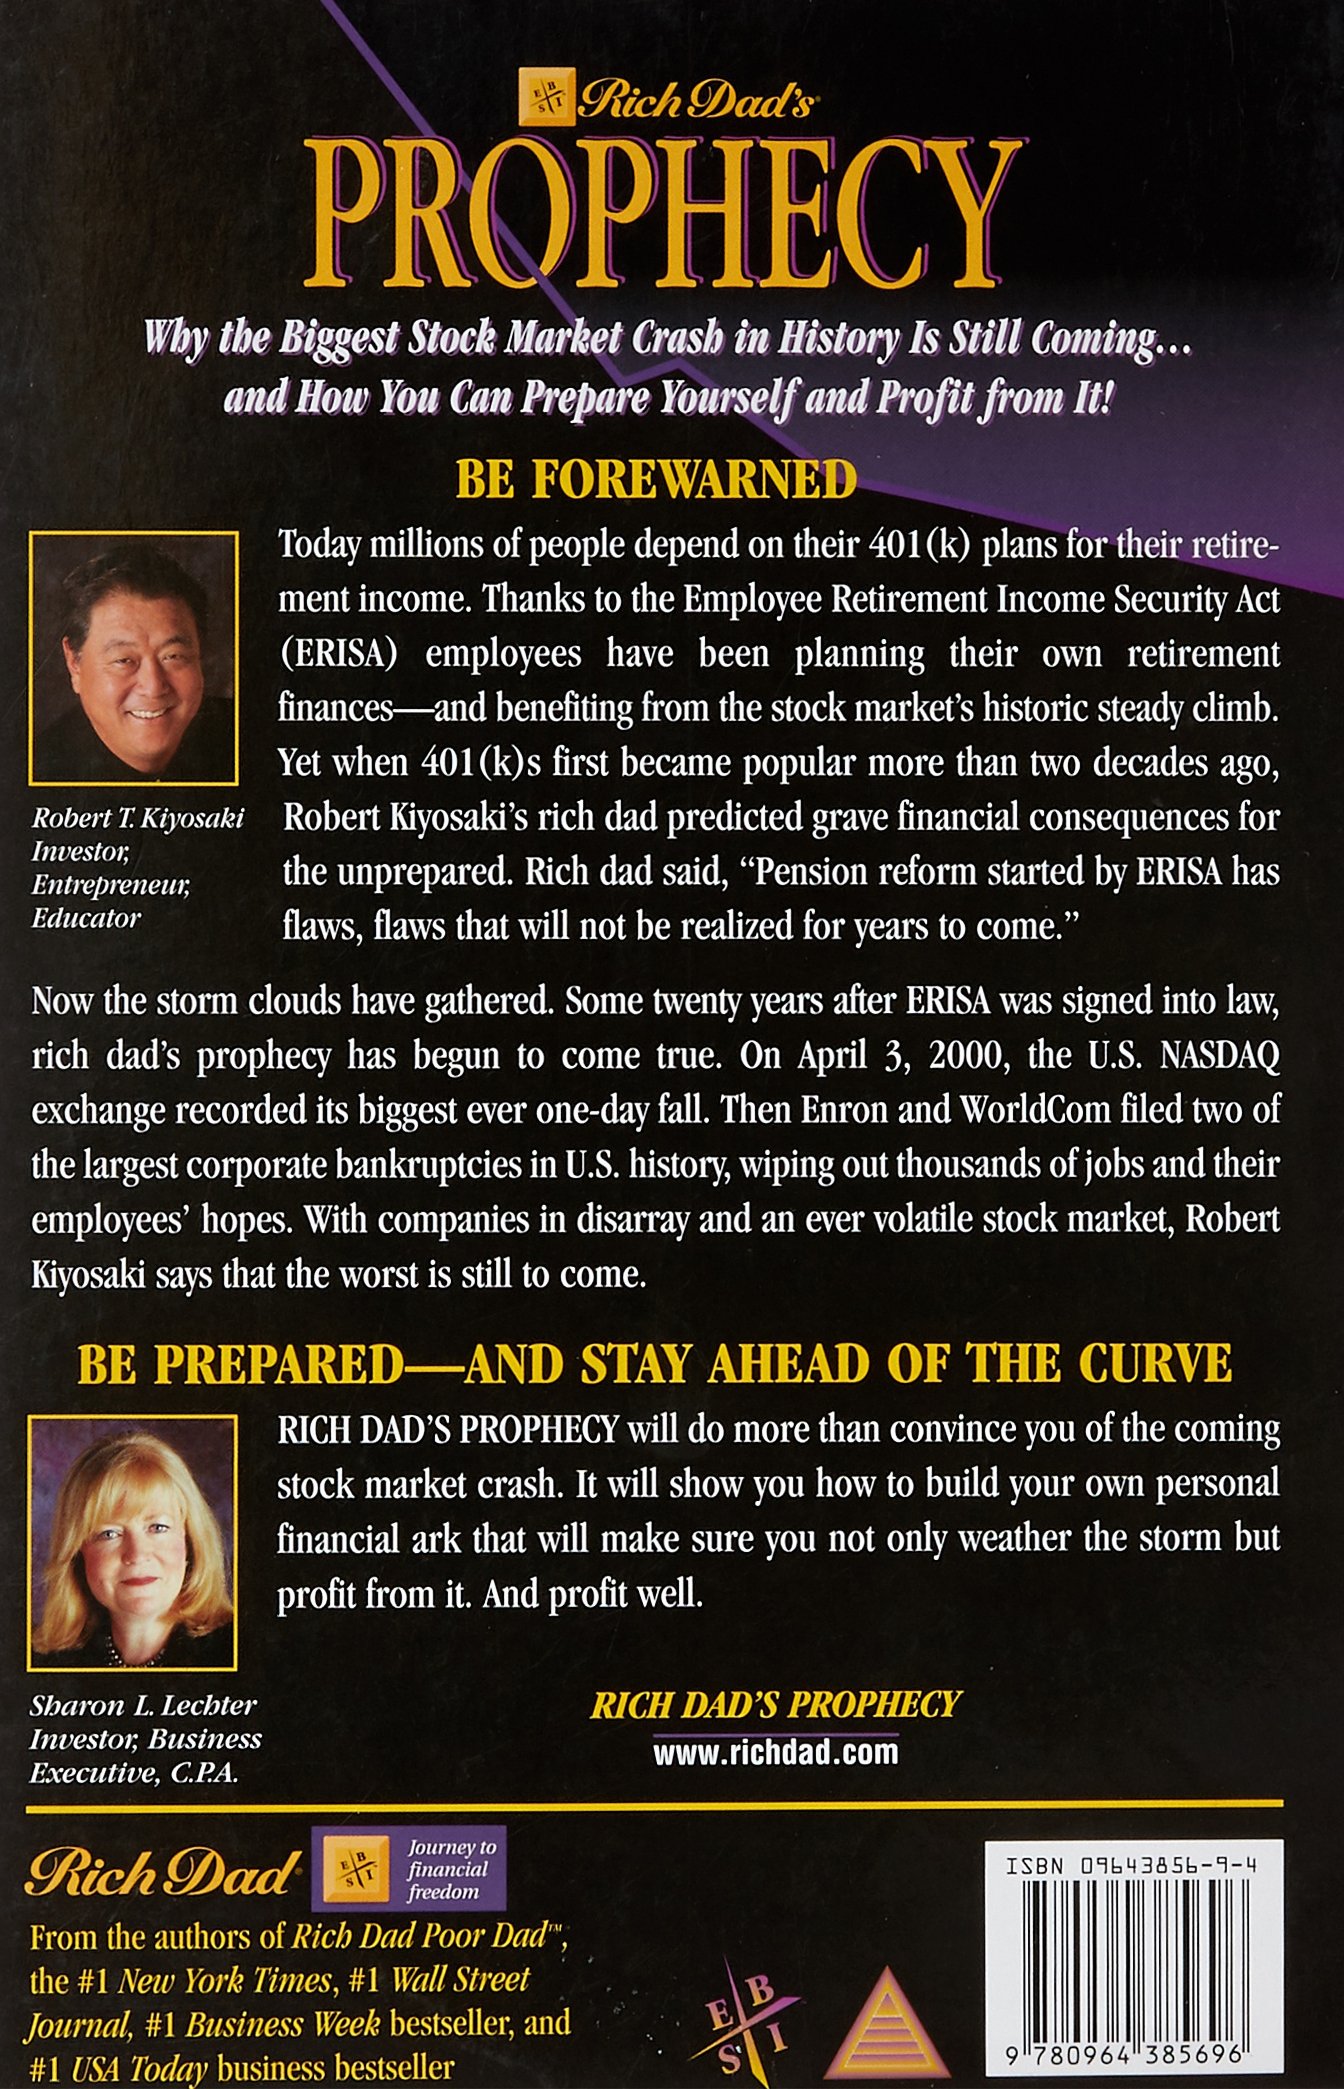 E B S I Rich Dad's
PROPHECY
Why the Biggest Stock Market Crash in History Is Still Coming...
and How You Can Prepare Yourself and Profit from It!
BE FOREWARNED
Today millions of people depend on their 401(k) plans for their retire-
ment income. Thanks to the Employee Retirement Income Security Act
(ERISA) employees have been planning their own retirement
finances—and benefiting from the stock market's historic steady climb.
Yet when 401(k)s first became popular more than two decades ago,
Robert Kiyosaki's rich dad predicted grave financial consequences for
the unprepared. Rich dad said, “Pension reform started by ERISA has
flaws, flaws that will not be realized for years to come.”
Robert T. Kiyosaki
Investor,
Entrepreneur,
Educator
Now the storm clouds have gathered. Some twenty years after ERISA was signed into law,
rich dad's prophecy has begun to come true. On April 3, 2000, the U.S. NASDAQ
exchange recorded its biggest ever one-day fall. Then Enron and WorldCom filed two of
the largest corporate bankruptcies in U.S. history, wiping out thousands of jobs and their
employees' hopes. With companies in disarray and an ever volatile stock market, Robert
Kiyosaki says that the worst is still to come.
BE PREPARED—AND STAY AHEAD OF THE CURVE
RICH DAD'S PROPHECY will do more than convince you of the coming
stock market crash. It will show you how to build your own personal
financial ark that will make sure you not only weather the storm but
profit from it. And profit well.
Sharon L. Lechter
Investor, Business
Executive, C.P.A.
RICH DAD'S PROPHECY
www.richdad.com
Rich Dad
E B S I
Journey to
financial
freedom
From the authors of Rich Dad Poor Dad™,
the #1 New York Times, #1 Wall Street
Journal, #1 Business Week bestseller, and
#1 USA Today business bestseller
E B S I
ISBN 09643856-9-4
9 780964 385696